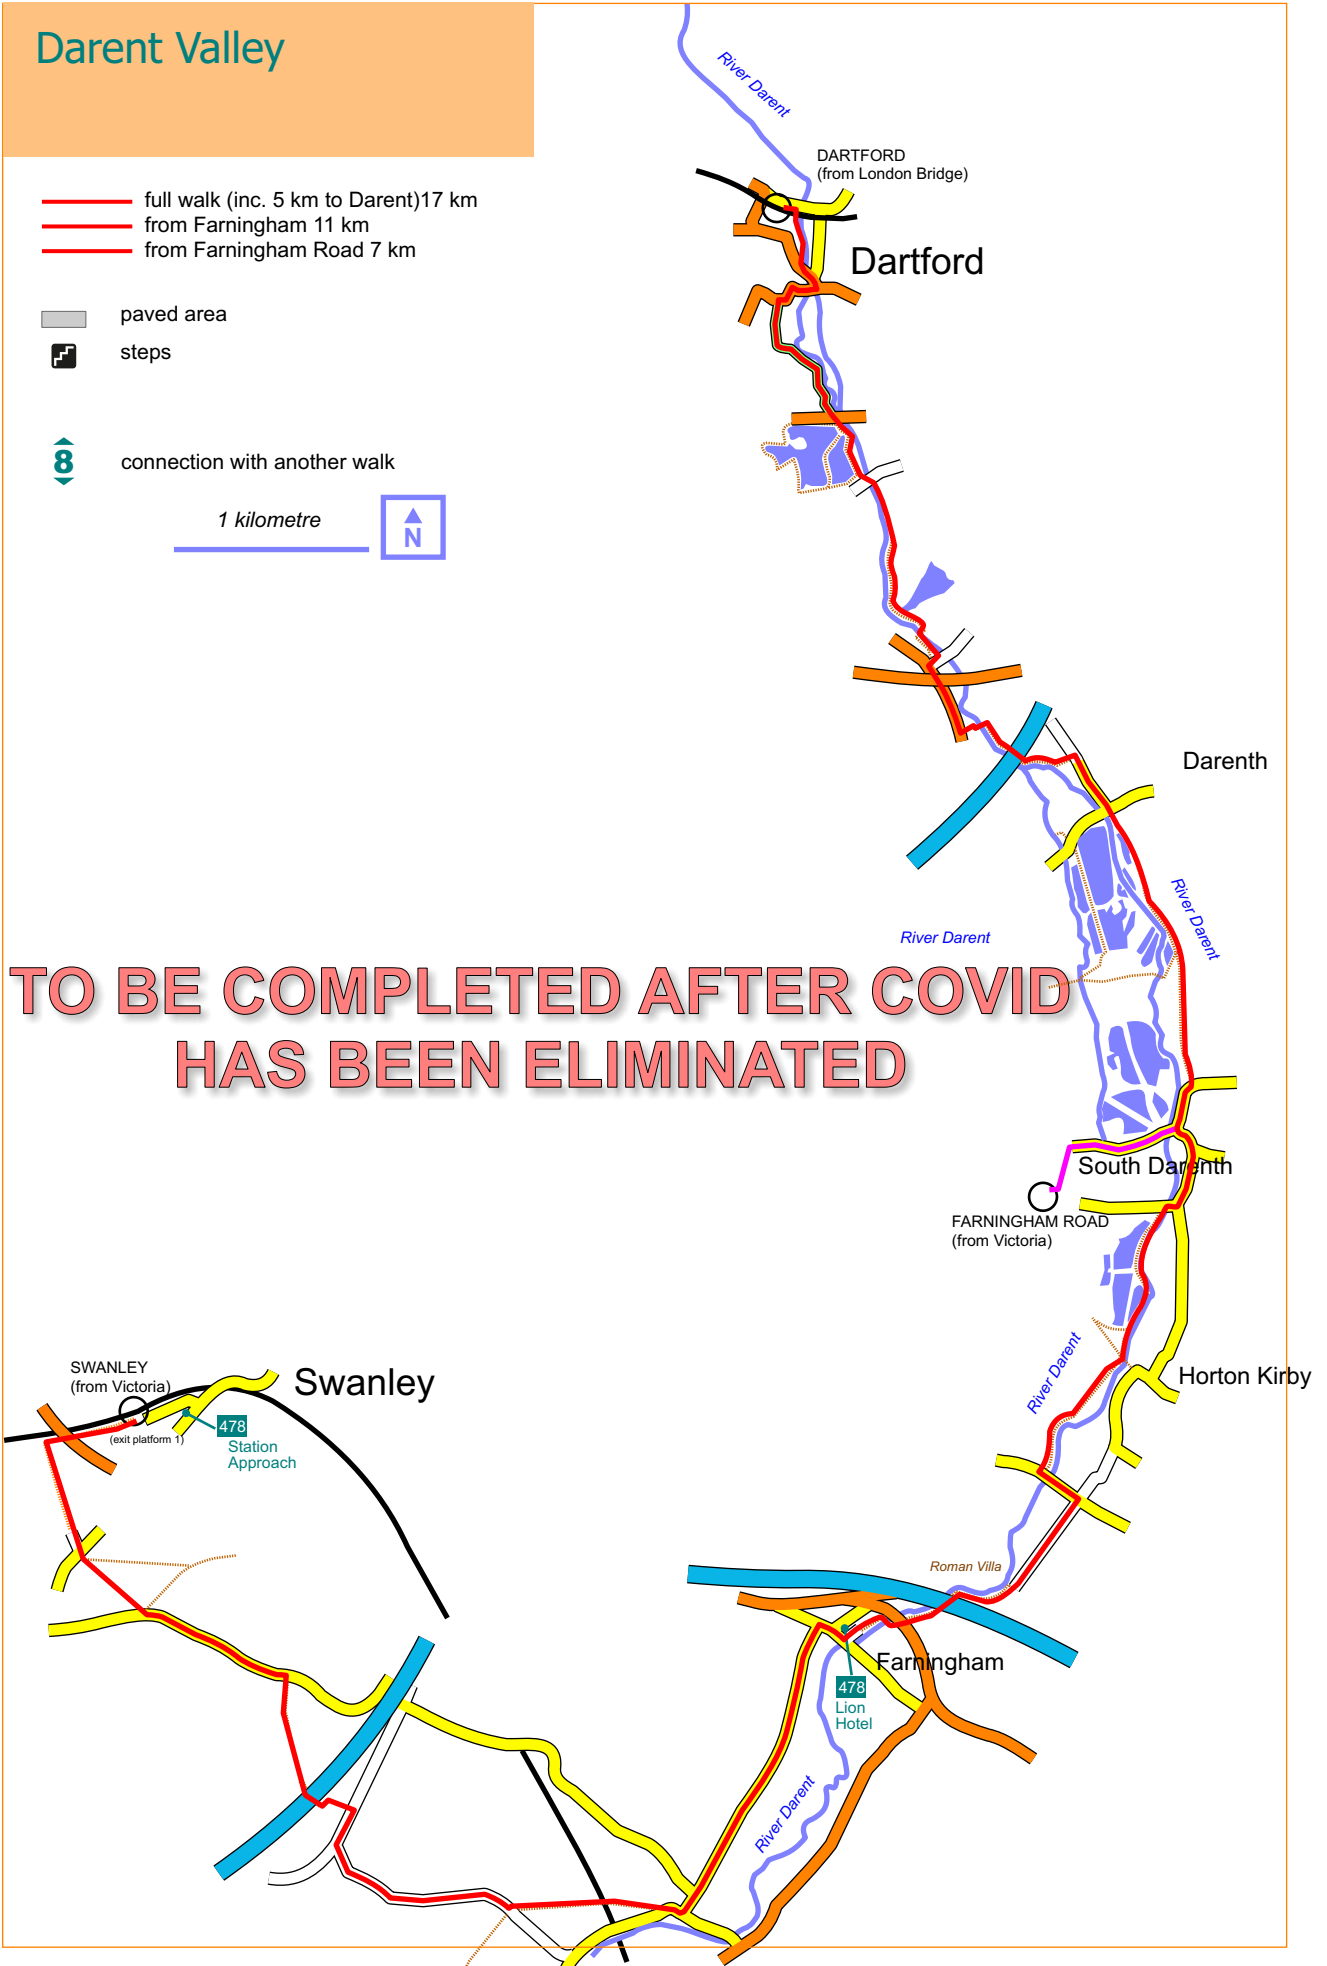 Darent Valley
full walk (inc. 5 km to Darent)17 km
from Farningham 11 km
from Farningham Road 7 km
paved area
steps
8
connection with another walk
1 kilometre
N
River Darent
DARTFORD
(from London Bridge)
Dartford
Darenth
River Darent
River Darent
TO BE COMPLETED AFTER COVID
HAS BEEN ELIMINATED
South Darenth
FARNINGHAM ROAD
(from Victoria)
River Darent
Horton Kirby
SWANLEY
(from Victoria)
Swanley
(exit platform 1)
478
Station
Approach
Roman Villa
Farningham
478
Lion
Hotel
River Darent